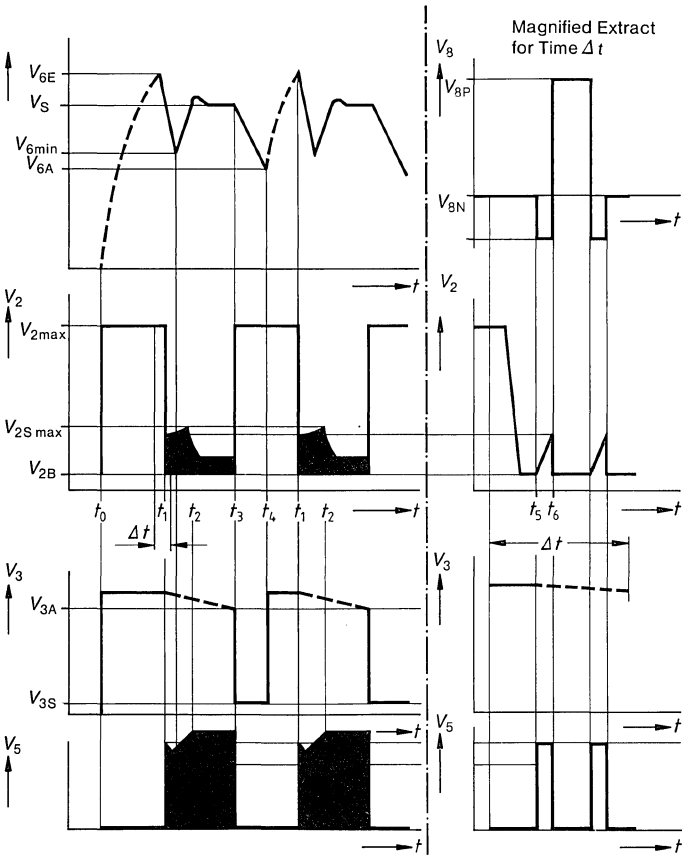 Magnified Extract
for Time Δt
V6E
VS
V6min
V6A
t
V8
V8P
V8N
t
V2
V2max
V2S max
V2B
t0 t1 t2 t3 t4 t1 t2 t
Δt
V2
t5 t6 t
Δt
V3
V3A
V3S
t
V3
t
V5
t
V5
t